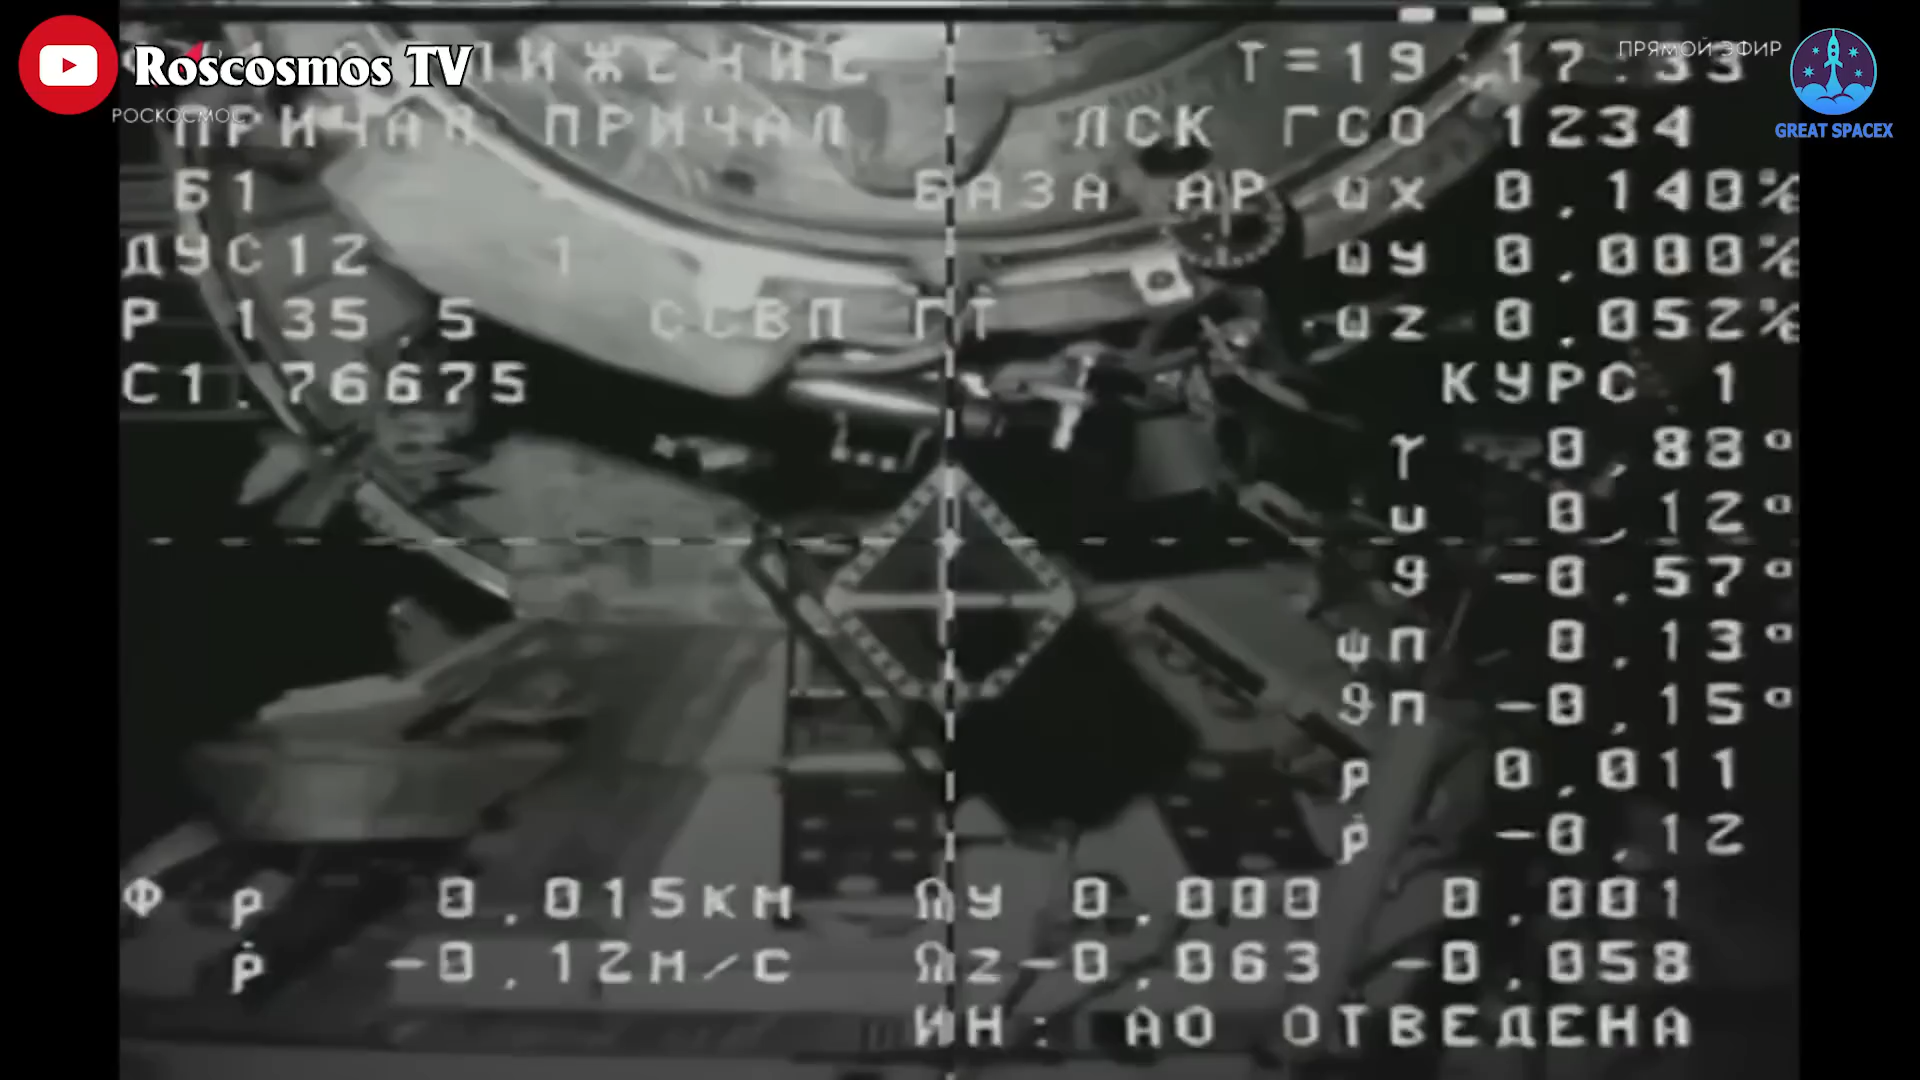 Roscosmos TV
ЛИЖЕНИЕ T=19:17:33
ПРЯМОЙ ЭФИР
РОСКОСМОС
GREAT SPACEX
ПРИЧАЛ ПРИЧАЛ ЛСК ГСО 1234
Б1 БАЗА АР ωx 0,140%
ДУС12 1 ωy 0,000%
Р 135,5 ССВП ГТ ωz 0,052%
С1.76675 КУРС 1
γ 0,88°
0,12°
ϑ -0,57°
ψп 0,13°
ϑп -0,15°
ρ 0,011
ρ̇ -0,12
Ф ρ 0,015км Ωy 0,000 0,001
ρ̇ -0,12м/с Ωz-0,063 -0,058
ИН: АО ОТВЕДЕНА